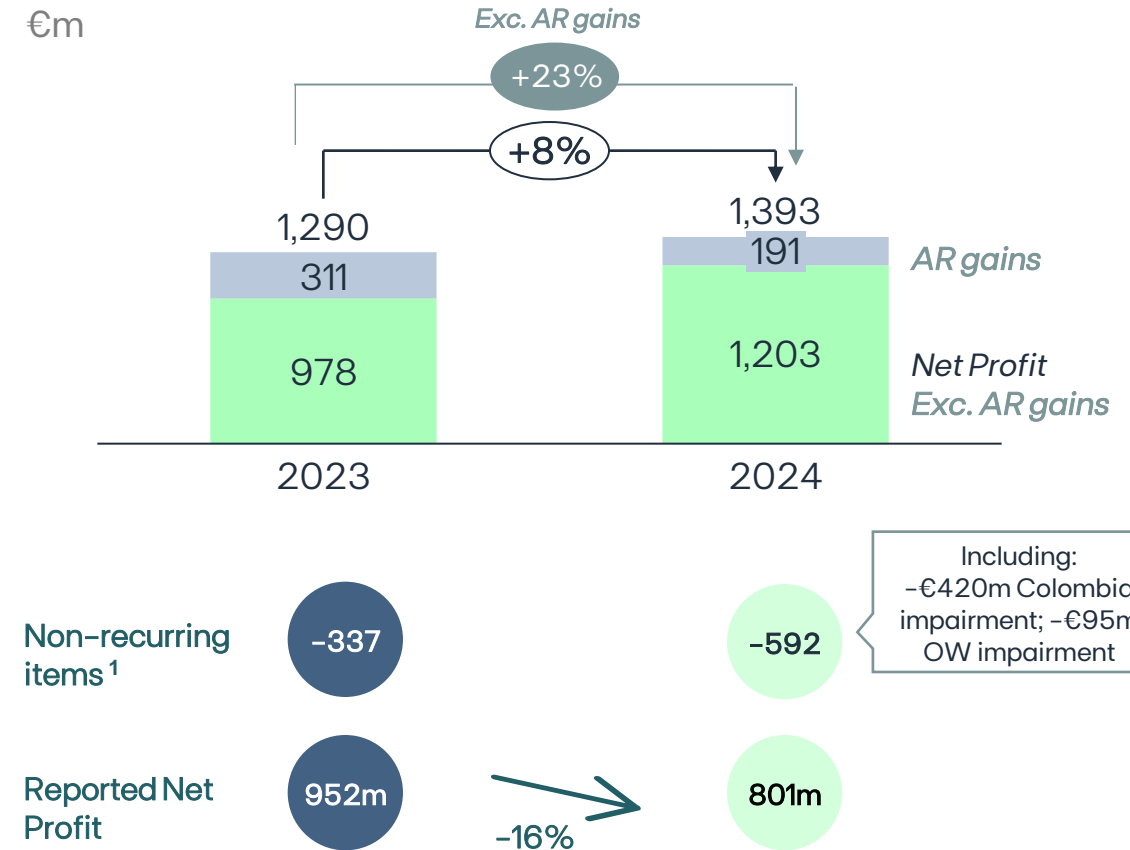 €m
Exc. AR gains
+23%
+8%
1,290
1,393
311
191
AR gains
978
1,203
Net Profit
Exc. AR gains
2023
2024
Including:
-€420m Colombia
impairment; -€95m
OW impairment
Non-recurring
items 1
-337
-592
Reported Net
Profit
952m
801m
-16%